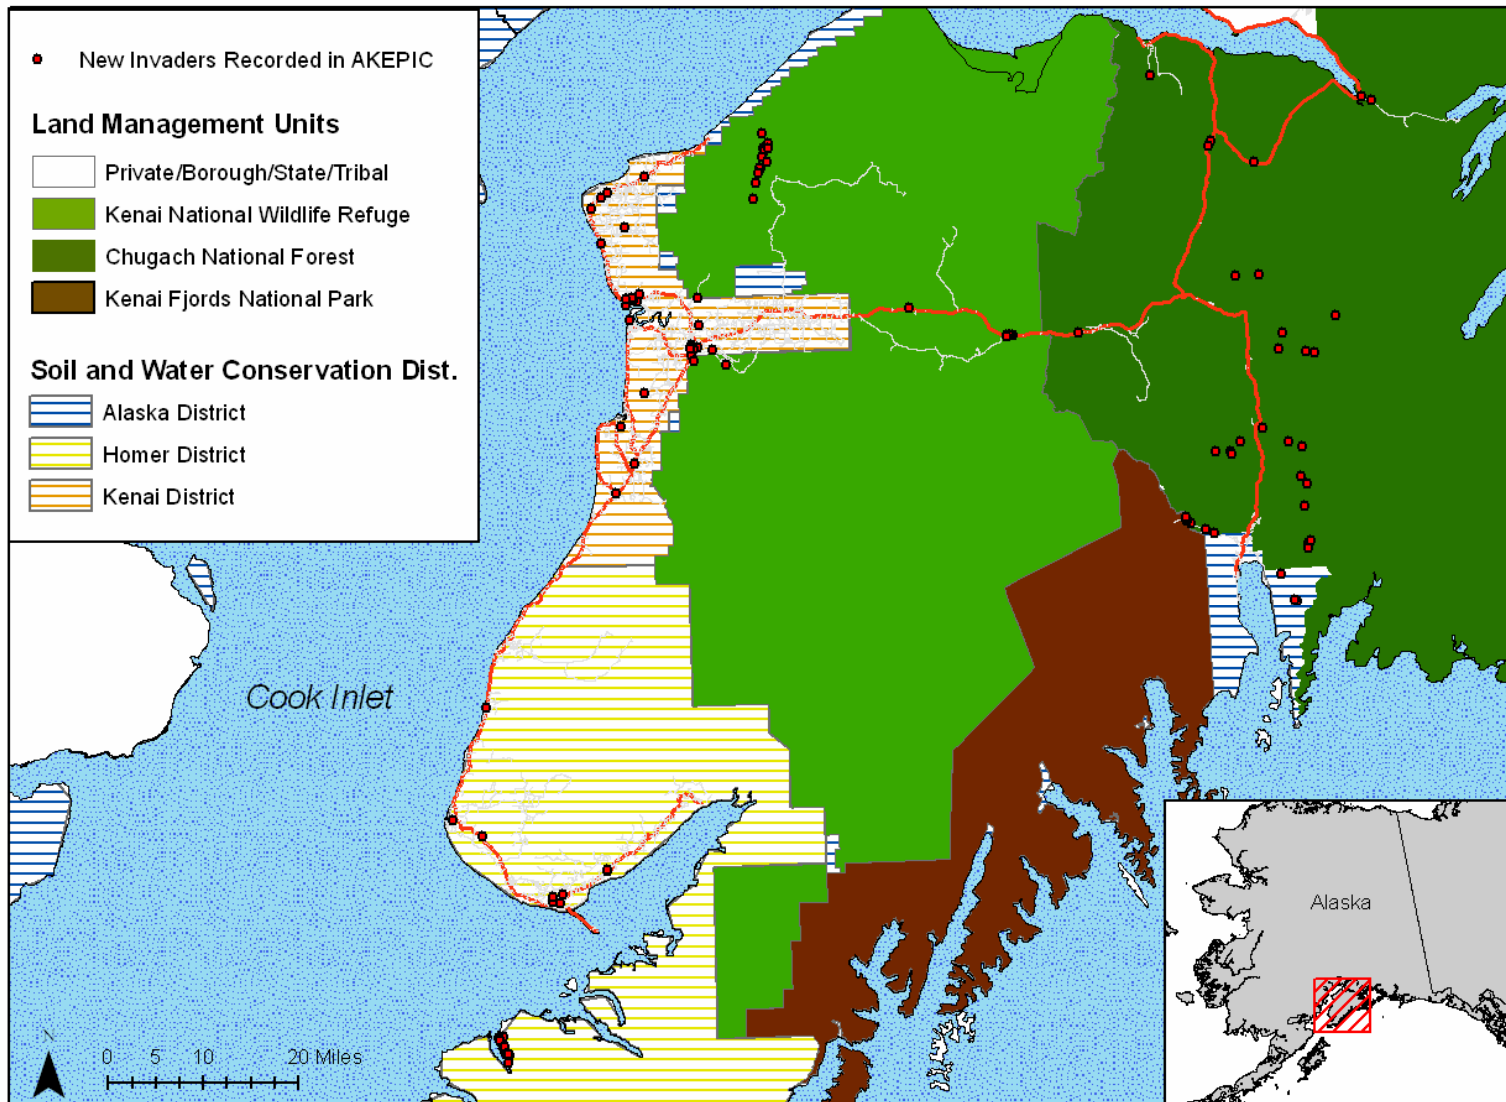 New Invaders Recorded in AKEPIC
Land Management Units
Private/Borough/State/Tribal
Kenai National Wildlife Refuge
Chugach National Forest
Kenai Fjords National Park
Soil and Water Conservation Dist.
Alaska District
Homer District
Kenai District
Cook Inlet
Alaska
0 5 10 20 Miles